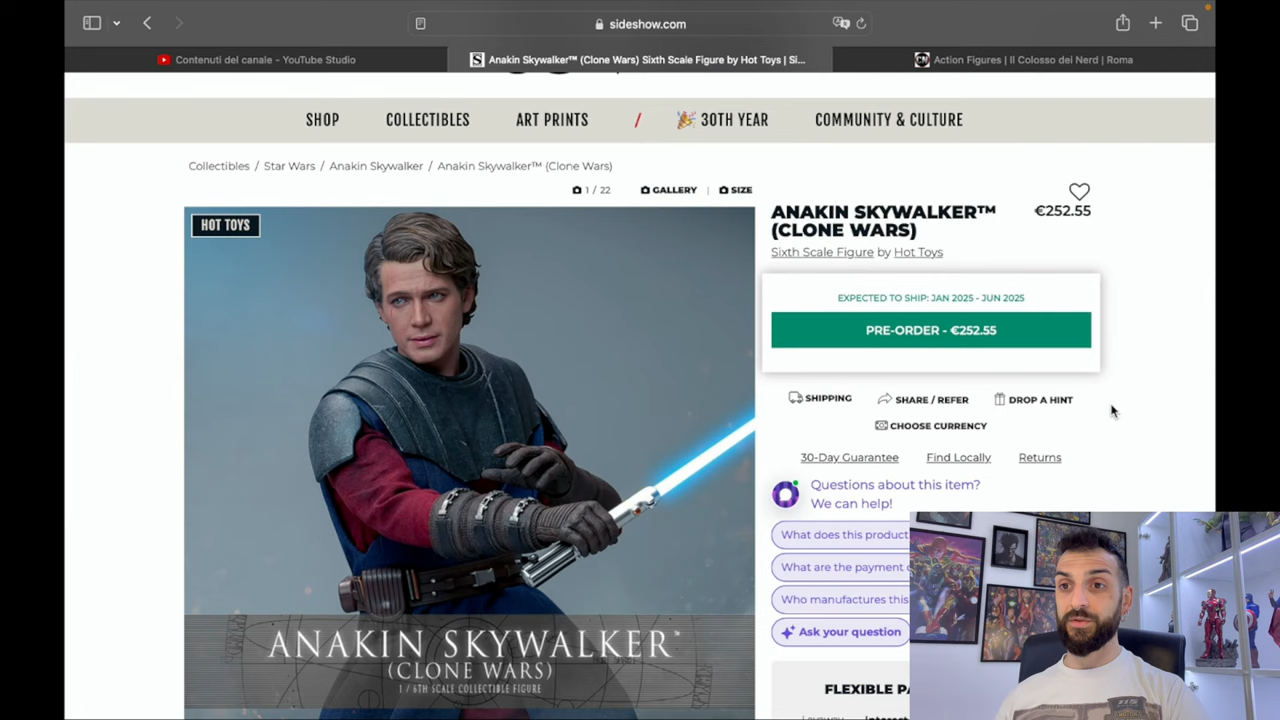 sideshow.com
Contenuti del canale – YouTube Studio
Anakin Skywalker™ (Clone Wars) Sixth Scale Figure by Hot Toys | Si...
Action Figures | Il Colosso dei Nerd | Roma
SHOP
COLLECTIBLES
ART PRINTS
/
30TH YEAR
COMMUNITY & CULTURE
Collectibles / Star Wars / Anakin Skywalker / Anakin Skywalker™ (Clone Wars)
1 / 22
GALLERY
|
SIZE
HOT TOYS
ANAKIN SKYWALKER™
(CLONE WARS)
€252.55
Sixth Scale Figure by Hot Toys
EXPECTED TO SHIP: JAN 2025 - JUN 2025
PRE-ORDER - €252.55
SHIPPING
SHARE / REFER
DROP A HINT
CHOOSE CURRENCY
30-Day Guarantee
Find Locally
Returns
Questions about this item?
We can help!
What does this product
What are the payment
Who manufactures this
Ask your question
FLEXIBLE
ANAKIN SKYWALKER™
(CLONE WARS)
1 / 6TH SCALE COLLECTIBLE FIGURE